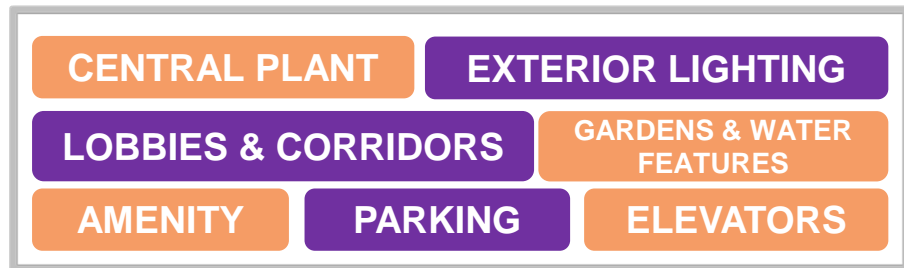 CENTRAL PLANT
EXTERIOR LIGHTING
LOBBIES & CORRIDORS
GARDENS & WATER
FEATURES
AMENITY
PARKING
ELEVATORS